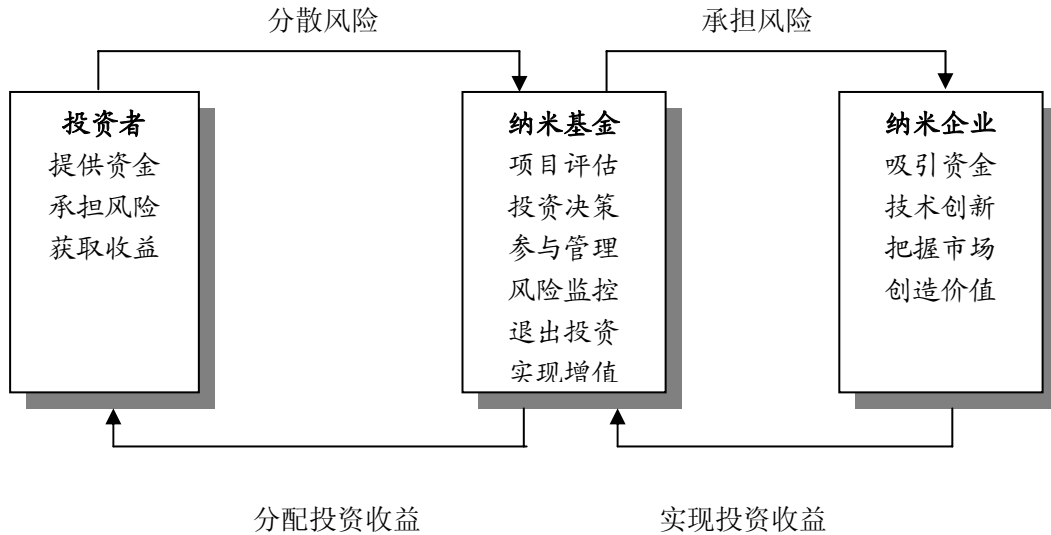 分散风险
承担风险
投资者
提供资金
承担风险
获取收益
纳米基金
项目评估
投资决策
参与管理
风险监控
退出投资
实现增值
纳米企业
吸引资金
技术创新
把握市场
创造价值
分配投资收益
实现投资收益